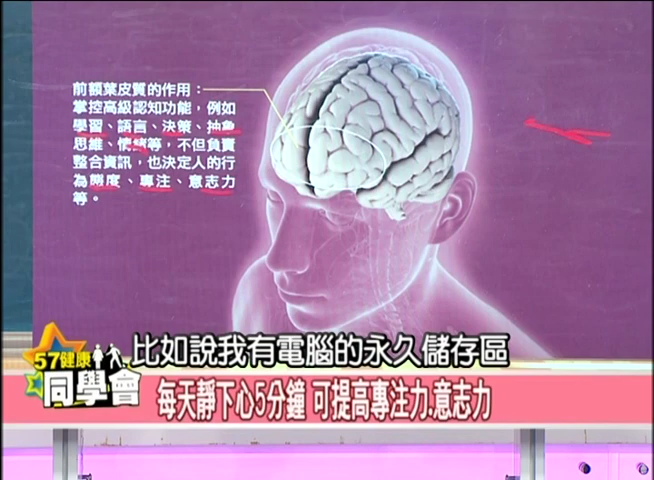 前額葉皮質的作用：
掌控高級認知功能，例如
學習、語言、決策、抽象
思維、情緒等，不但負責
整合資訊，也決定人的行
為態度、專注、意志力
等。
比如說我有電腦的永久儲存區
57健康
同學會
每天靜下心5分鐘 可提高專注力.意志力